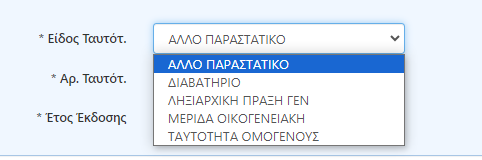 * Είδος Ταυτότ.
ΑΛΛΟ ΠΑΡΑΣΤΑΤΙΚΟ
ΑΛΛΟ ΠΑΡΑΣΤΑΤΙΚΟ
* Αρ. Ταυτότ.
ΔΙΑΒΑΤΗΡΙΟ
ΛΗΞΙΑΡΧΙΚΗ ΠΡΑΞΗ ΓΕΝ
* Έτος Έκδοσης
ΜΕΡΙΔΑ ΟΙΚΟΓΕΝΕΙΑΚΗ
ΤΑΥΤΟΤΗΤΑ ΟΜΟΓΕΝΟΥΣ